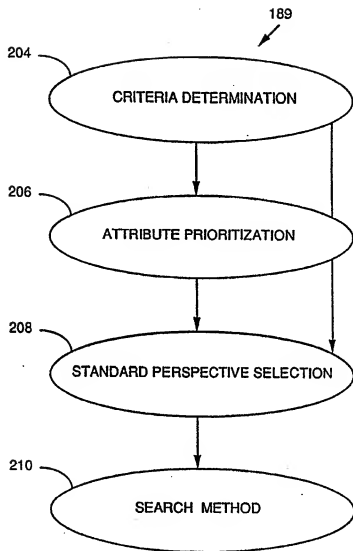 189
204
CRITERIA DETERMINATION
206
ATTRIBUTE PRIORITIZATION
208
STANDARD PERSPECTIVE SELECTION
210
SEARCH METHOD